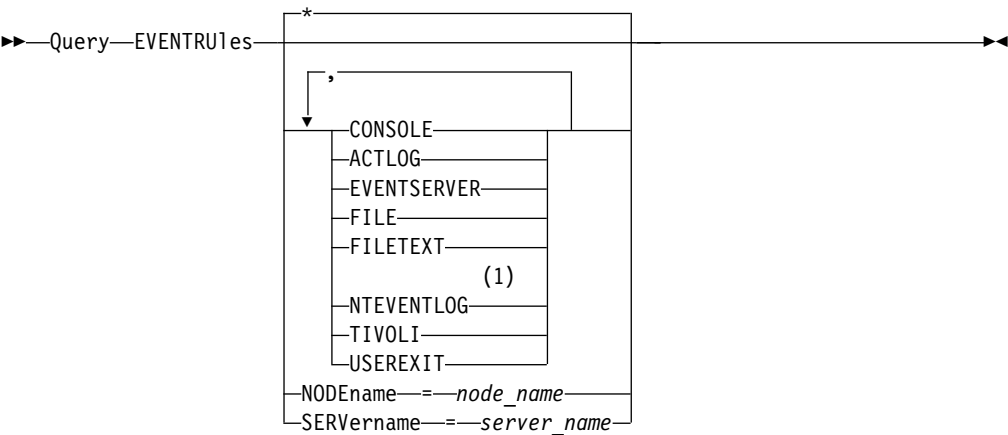 *
Query EVENTRUles
,
CONSOLE
ACTLOG
EVENTSERVER
FILE
FILETEXT
(1)
NTEVENTLOG
TIVOLI
USEREXIT
NODEname = node_name
SERVername = server_name